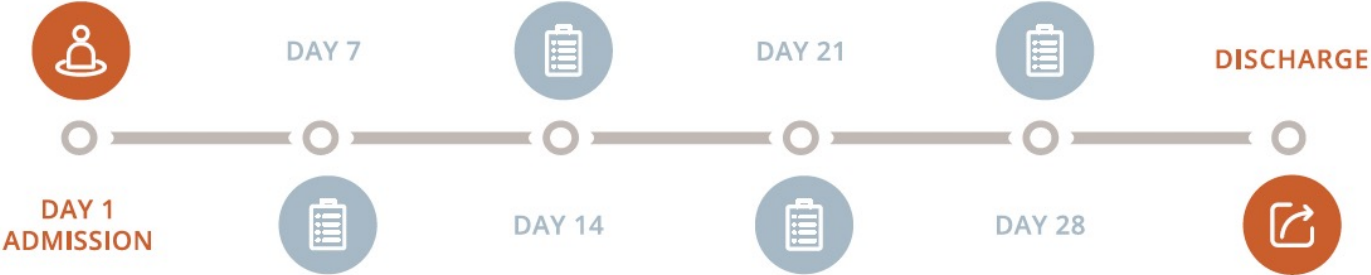 DAY 1
ADMISSION
DAY 7
DAY 14
DAY 21
DAY 28
DISCHARGE